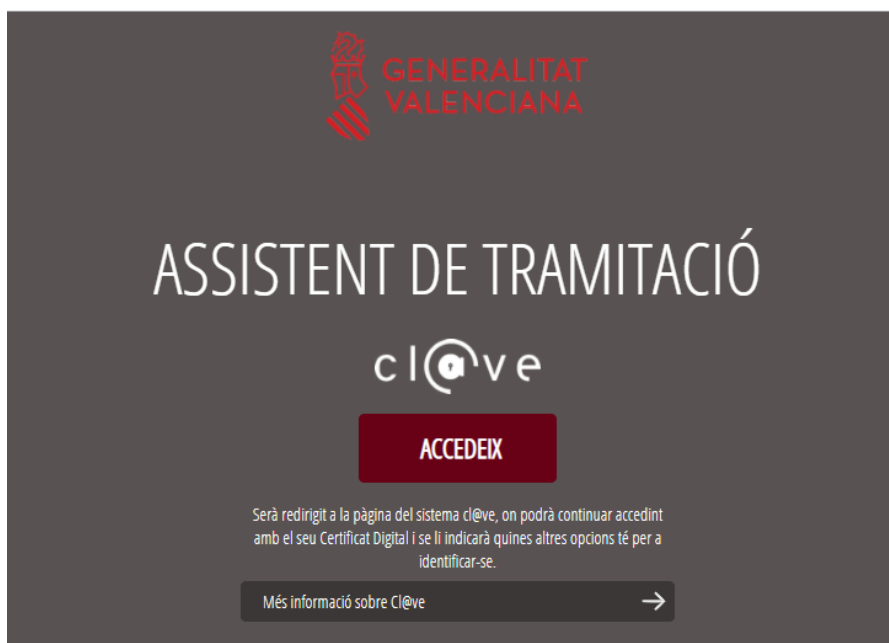 GENERALITAT
VALENCIANA
ASSISTENT DE TRAMITACIÓ
cl@ve
ACCEDEIX
Serà redirigit a la pàgina del sistema cl@ve, on podrà continuar accedint
amb el seu Certificat Digital i se li indicarà quines altres opcions té per a
identificar-se.
Més informació sobre Cl@ve